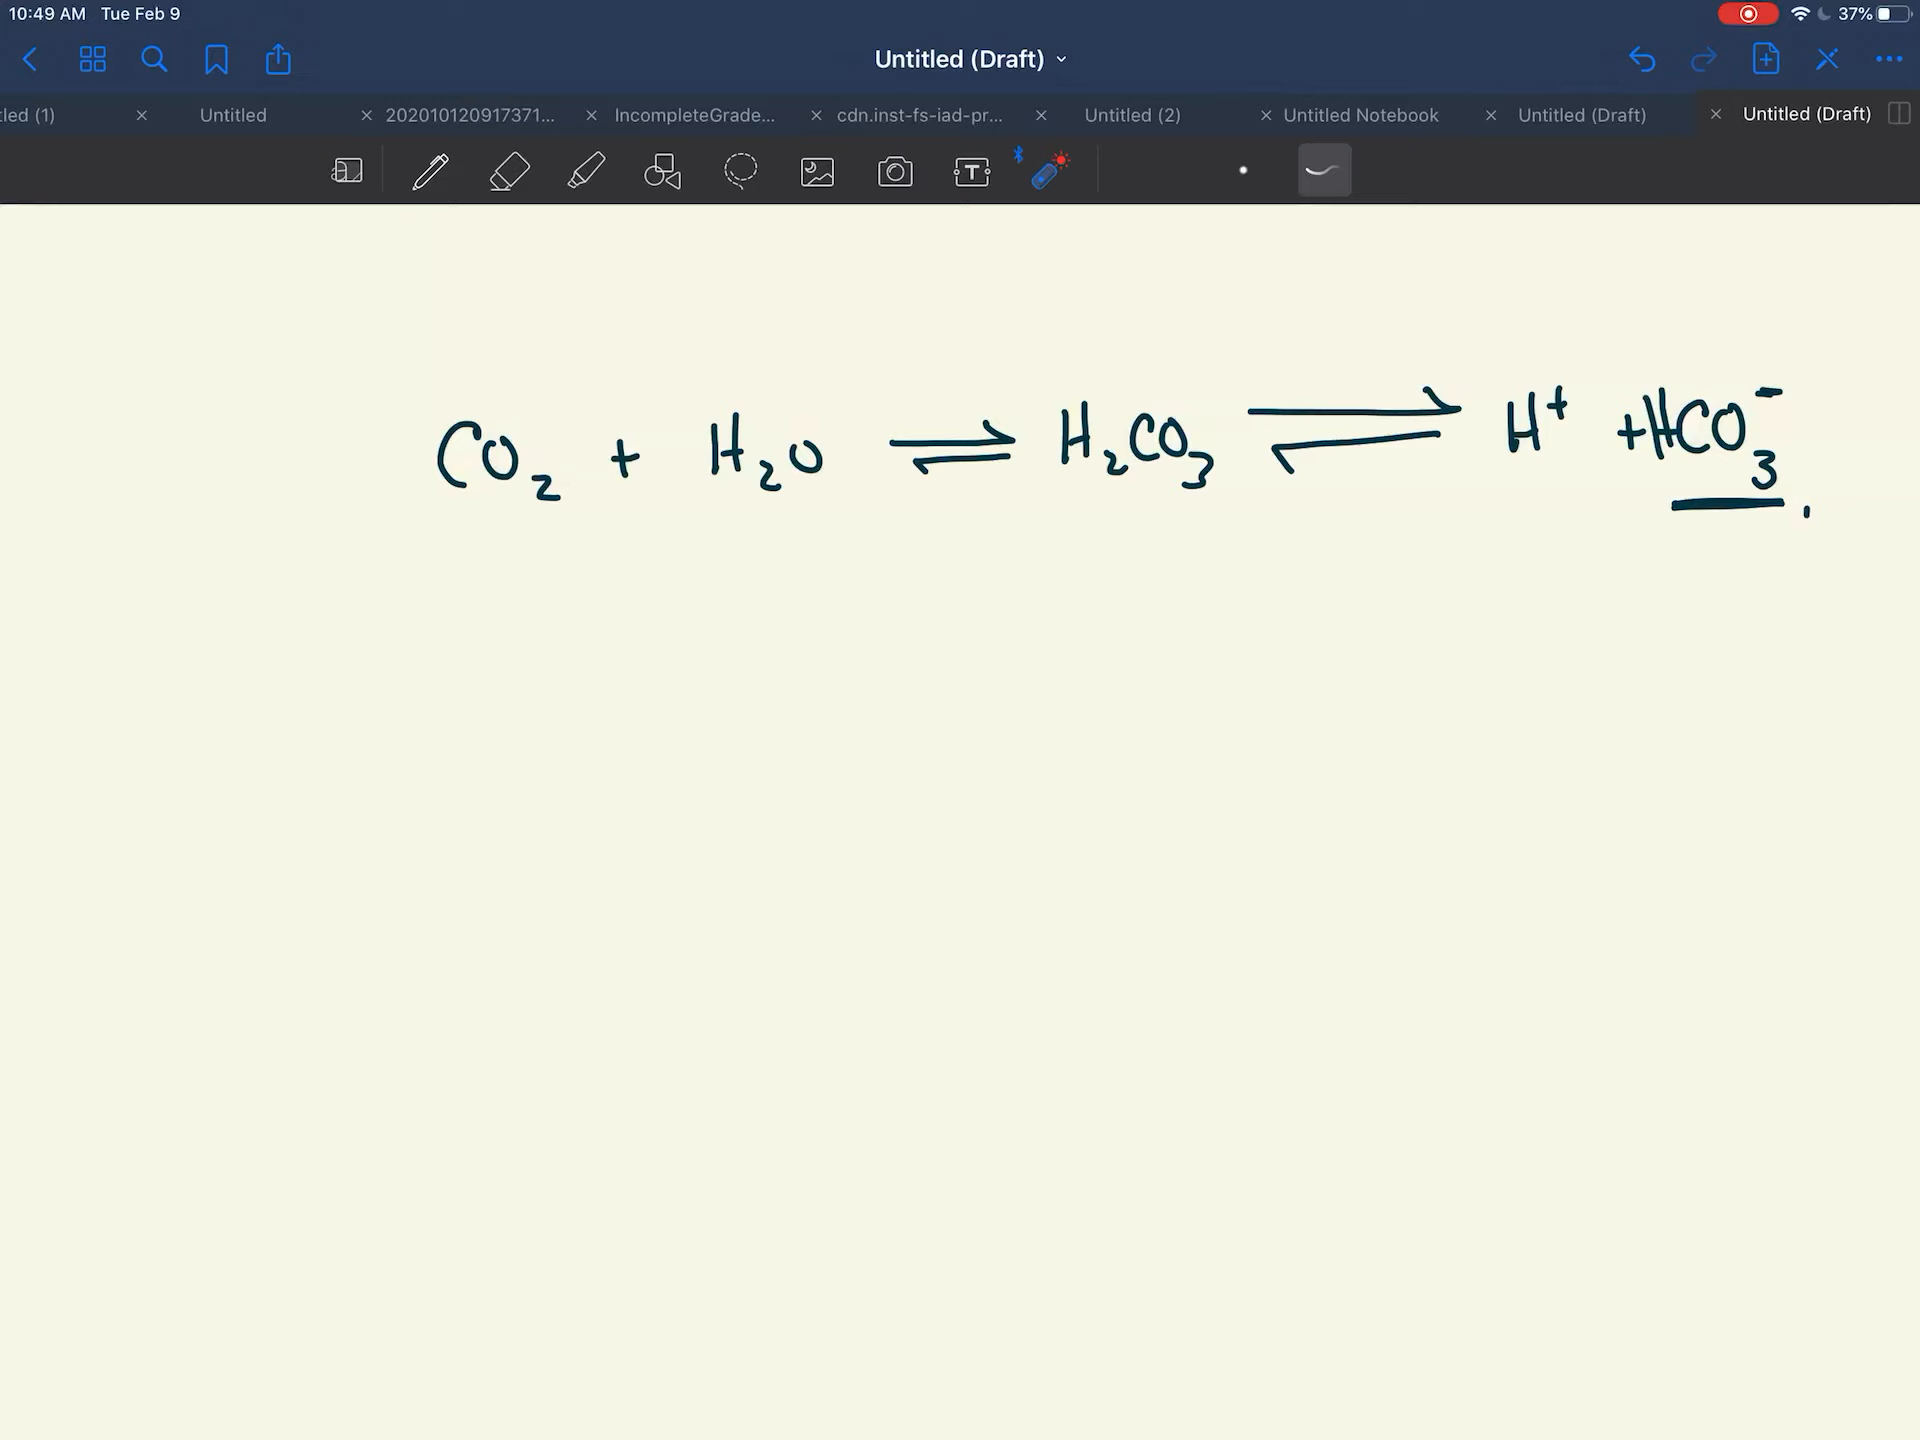 10:49 AM Tue Feb 9 37%
Untitled (Draft)
tled (1) Untitled 202010120917371... IncompleteGrade... cdn.inst-fs-iad-pr... Untitled (2) Untitled Notebook Untitled (Draft) Untitled (Draft)
T
CO₂ + H₂O ⇌ H₂CO₃ ⇌ H⁺ + HCO₃⁻ .